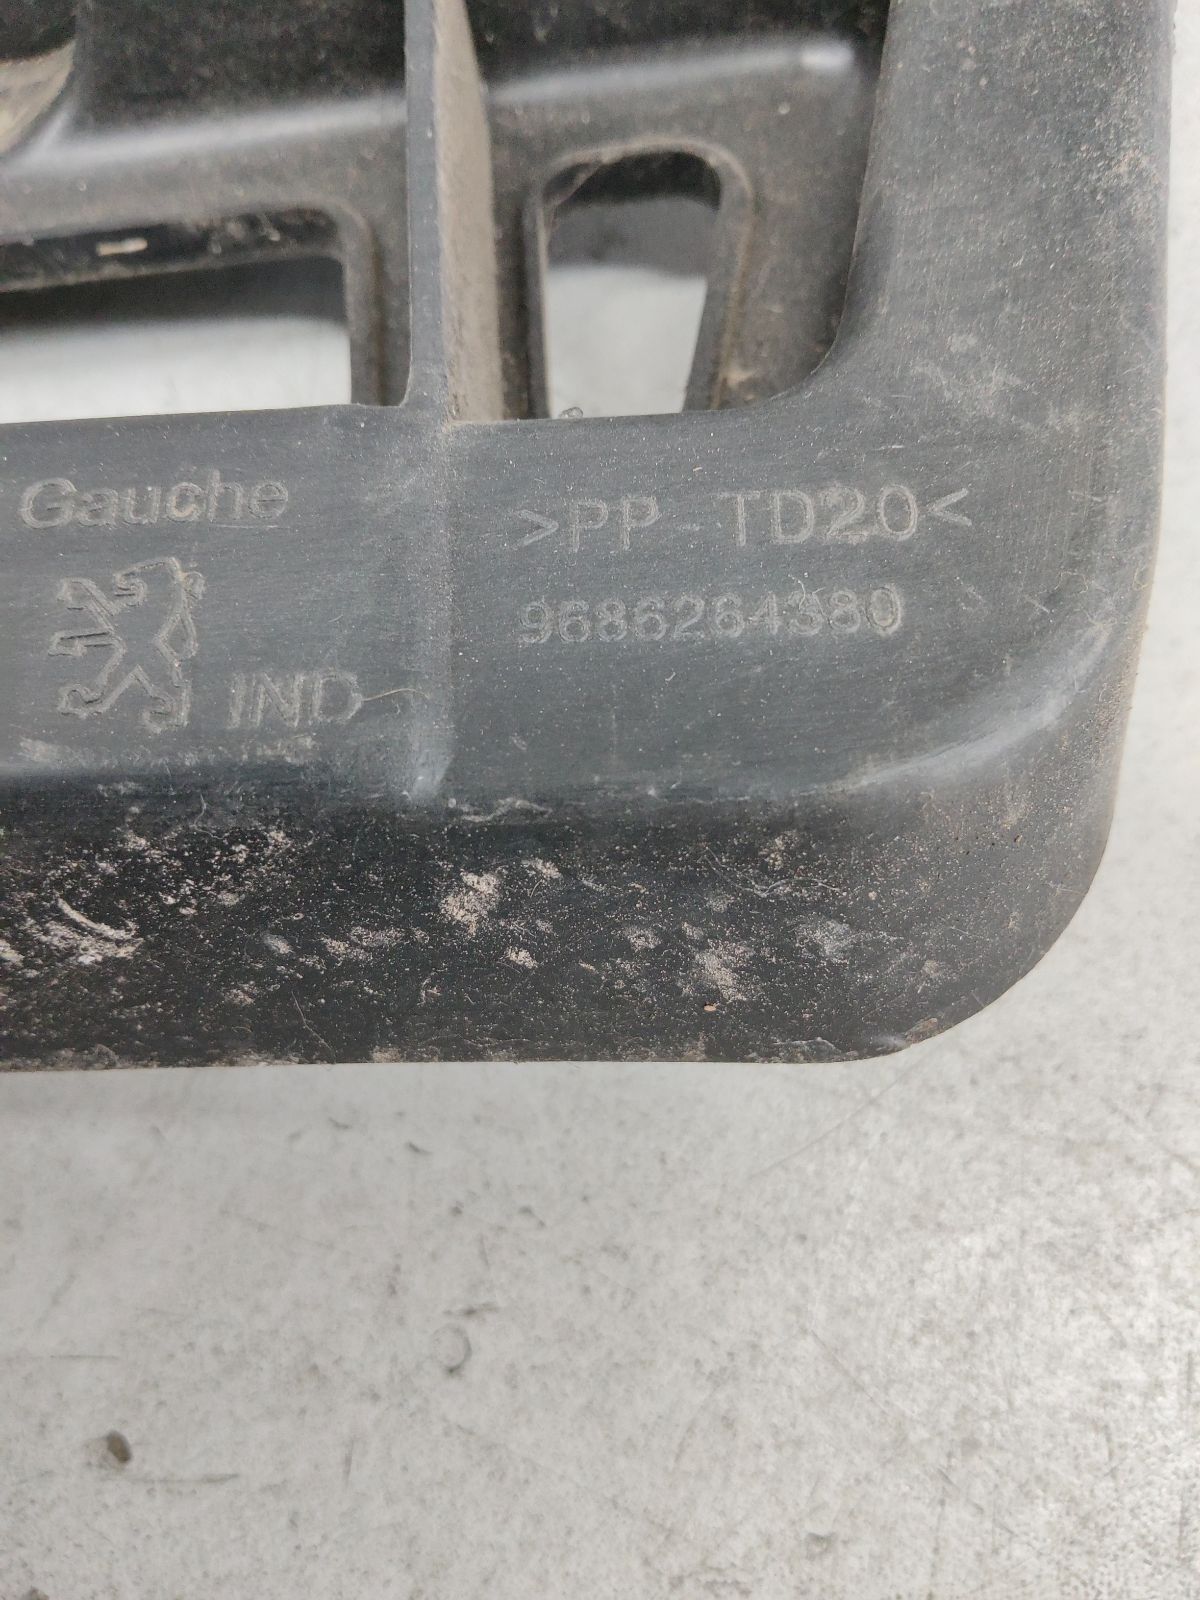 Gauche
>PP-TD20<
9686264380
IND